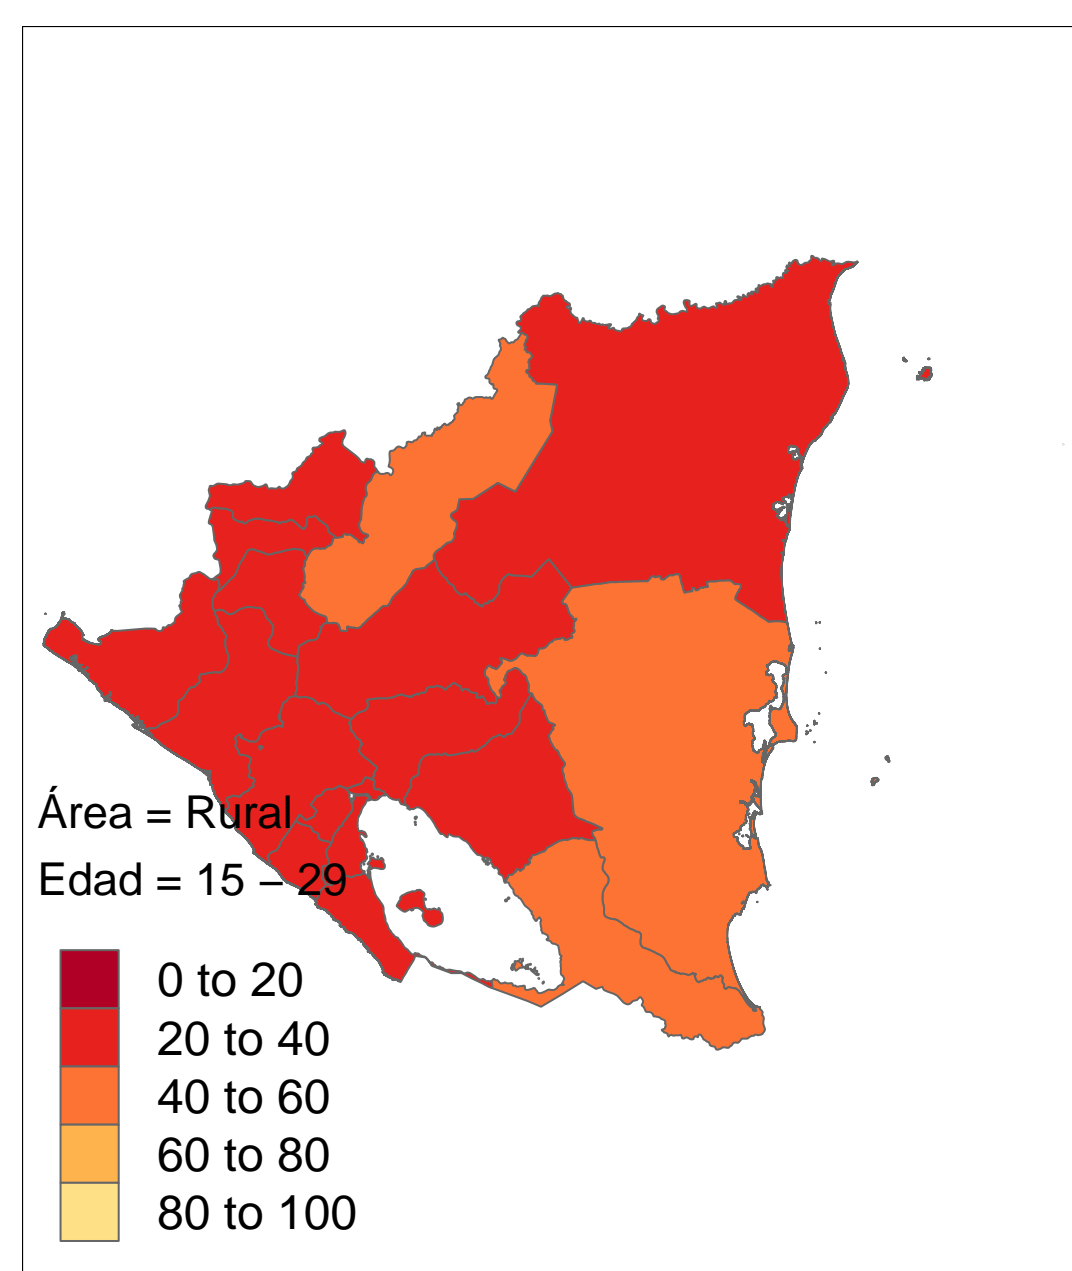 Área = Rural
Edad = 15 – 29
0 to 20
20 to 40
40 to 60
60 to 80
80 to 100